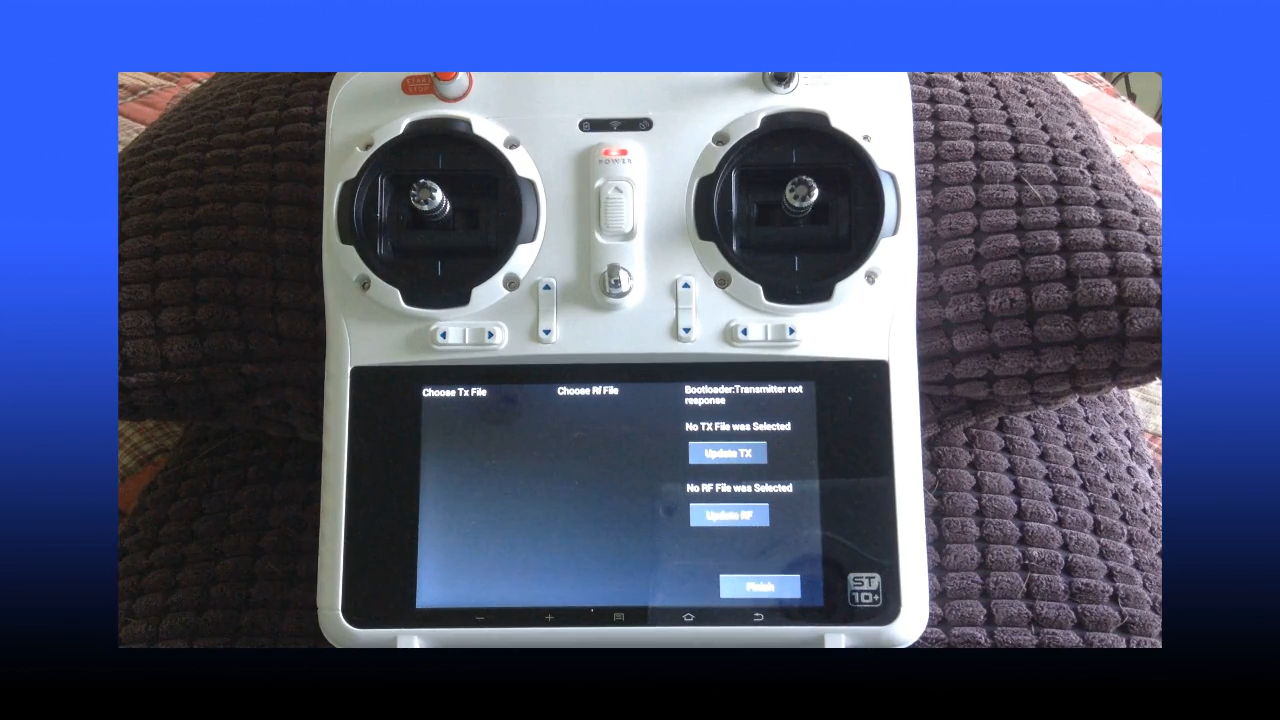 START
STOP
POWER
Choose Tx File
Choose Rf File
Bootloader:Transmitter not
response
No TX File was Selected
Update TX
No RF File was Selected
Update RF
Finish
ST
10+